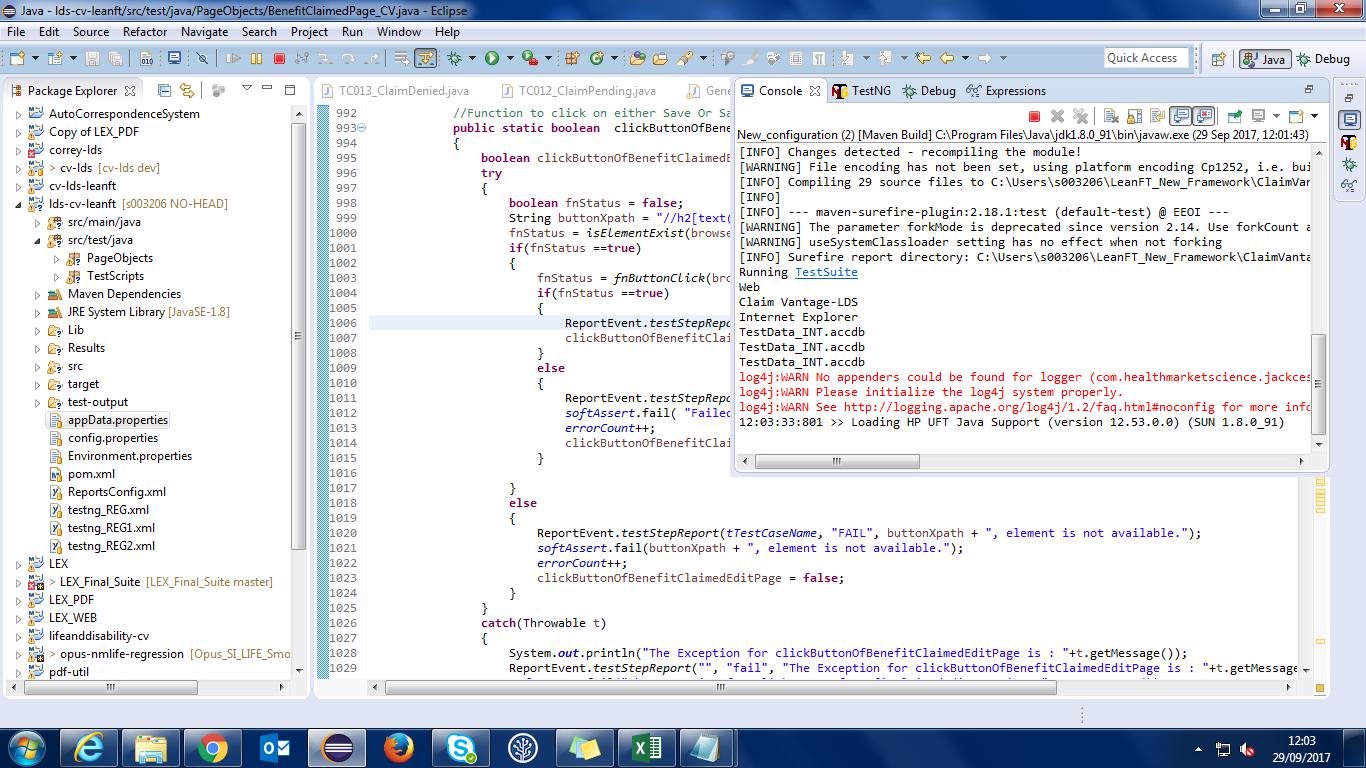 Java - lds-cv-leanft/src/test/java/PageObjects/BenefitClaimedPage_CV.java - Eclipse
File Edit Source Refactor Navigate Search Project Run Window Help
Quick Access
Java
Debug
Package Explorer
AutoCorrespondenceSystem
Copy of LEX_PDF
correy-lds
> cv-lds [cv-lds dev]
cv-lds-leanft
lds-cv-leanft [s003206 NO-HEAD]
src/main/java
src/test/java
PageObjects
TestScripts
Maven Dependencies
JRE System Library [JavaSE-1.8]
Lib
Results
src
target
test-output
appData.properties
config.properties
Environment.properties
pom.xml
ReportsConfig.xml
testng_REG.xml
testng_REG1.xml
testng_REG2.xml
LEX
> LEX_Final_Suite [LEX_Final_Suite master]
LEX_PDF
LEX_WEB
lifeanddisability-cv
> opus-nmlife-regression [Opus_SI_LIFE_Smo
pdf-util
TC013_ClaimDenied.java
TC012_ClaimPending.java
Gene
992 //Function to click on either Save Or Sa
993 public static boolean clickButtonOfBene
994 {
995 boolean clickButtonOfBenefitClaimedE
996 try
997 {
998 boolean fnStatus = false;
999 String buttonXpath = "//h2[text(
1000 fnStatus = isElementExist(browse
1001 if(fnStatus ==true)
1002 {
1003 fnStatus = fnButtonClick(bro
1004 if(fnStatus ==true)
1005 {
1006 ReportEvent.testStepRepo
1007 clickButtonOfBenefitClai
1008 }
1009 else
1010 {
1011 ReportEvent.testStepRepo
1012 softAssert.fail( "Failed
1013 errorCount++;
1014 clickButtonOfBenefitClai
1015 }
1016
1017 }
1018 else
1019 {
1020 ReportEvent.testStepReport(tTestCaseName, "FAIL", buttonXpath + ", element is not available.");
1021 softAssert.fail(buttonXpath + ", element is not available.");
1022 errorCount++;
1023 clickButtonOfBenefitClaimedEditPage = false;
1024 }
1025 }
1026 catch(Throwable t)
1027 {
1028 System.out.println("The Exception for clickButtonOfBenefitClaimedEditPage is : "+t.getMessage());
1029 ReportEvent.testStepReport("", "fail", "The Exception for clickButtonOfBenefitClaimedEditPage is : "+t.getMessage
Console
TestNG
Debug
Expressions
New_configuration (2) [Maven Build] C:\Program Files\Java\jdk1.8.0_91\bin\javaw.exe (29 Sep 2017, 12:01:43)
[INFO] Changes detected - recompiling the module!
[WARNING] File encoding has not been set, using platform encoding Cp1252, i.e. bui
[INFO] Compiling 29 source files to C:\Users\s003206\LeanFT_New_Framework\ClaimVan
[INFO]
[INFO] --- maven-surefire-plugin:2.18.1:test (default-test) @ EEOI ---
[WARNING] The parameter forkMode is deprecated since version 2.14. Use forkCount a
[WARNING] useSystemClassloader setting has no effect when not forking
[INFO] Surefire report directory: C:\Users\s003206\LeanFT_New_Framework\ClaimVanta
Running TestSuite
Web
Claim Vantage-LDS
Internet Explorer
TestData_INT.accdb
TestData_INT.accdb
TestData_INT.accdb
log4j:WARN No appenders could be found for logger (com.healthmarketscience.jackces
log4j:WARN Please initialize the log4j system properly.
log4j:WARN See http://logging.apache.org/log4j/1.2/faq.html#noconfig for more info
12:03:33:801 >> Loading HP UFT Java Support (version 12.53.0.0) (SUN 1.8.0_91)
12:03
29/09/2017